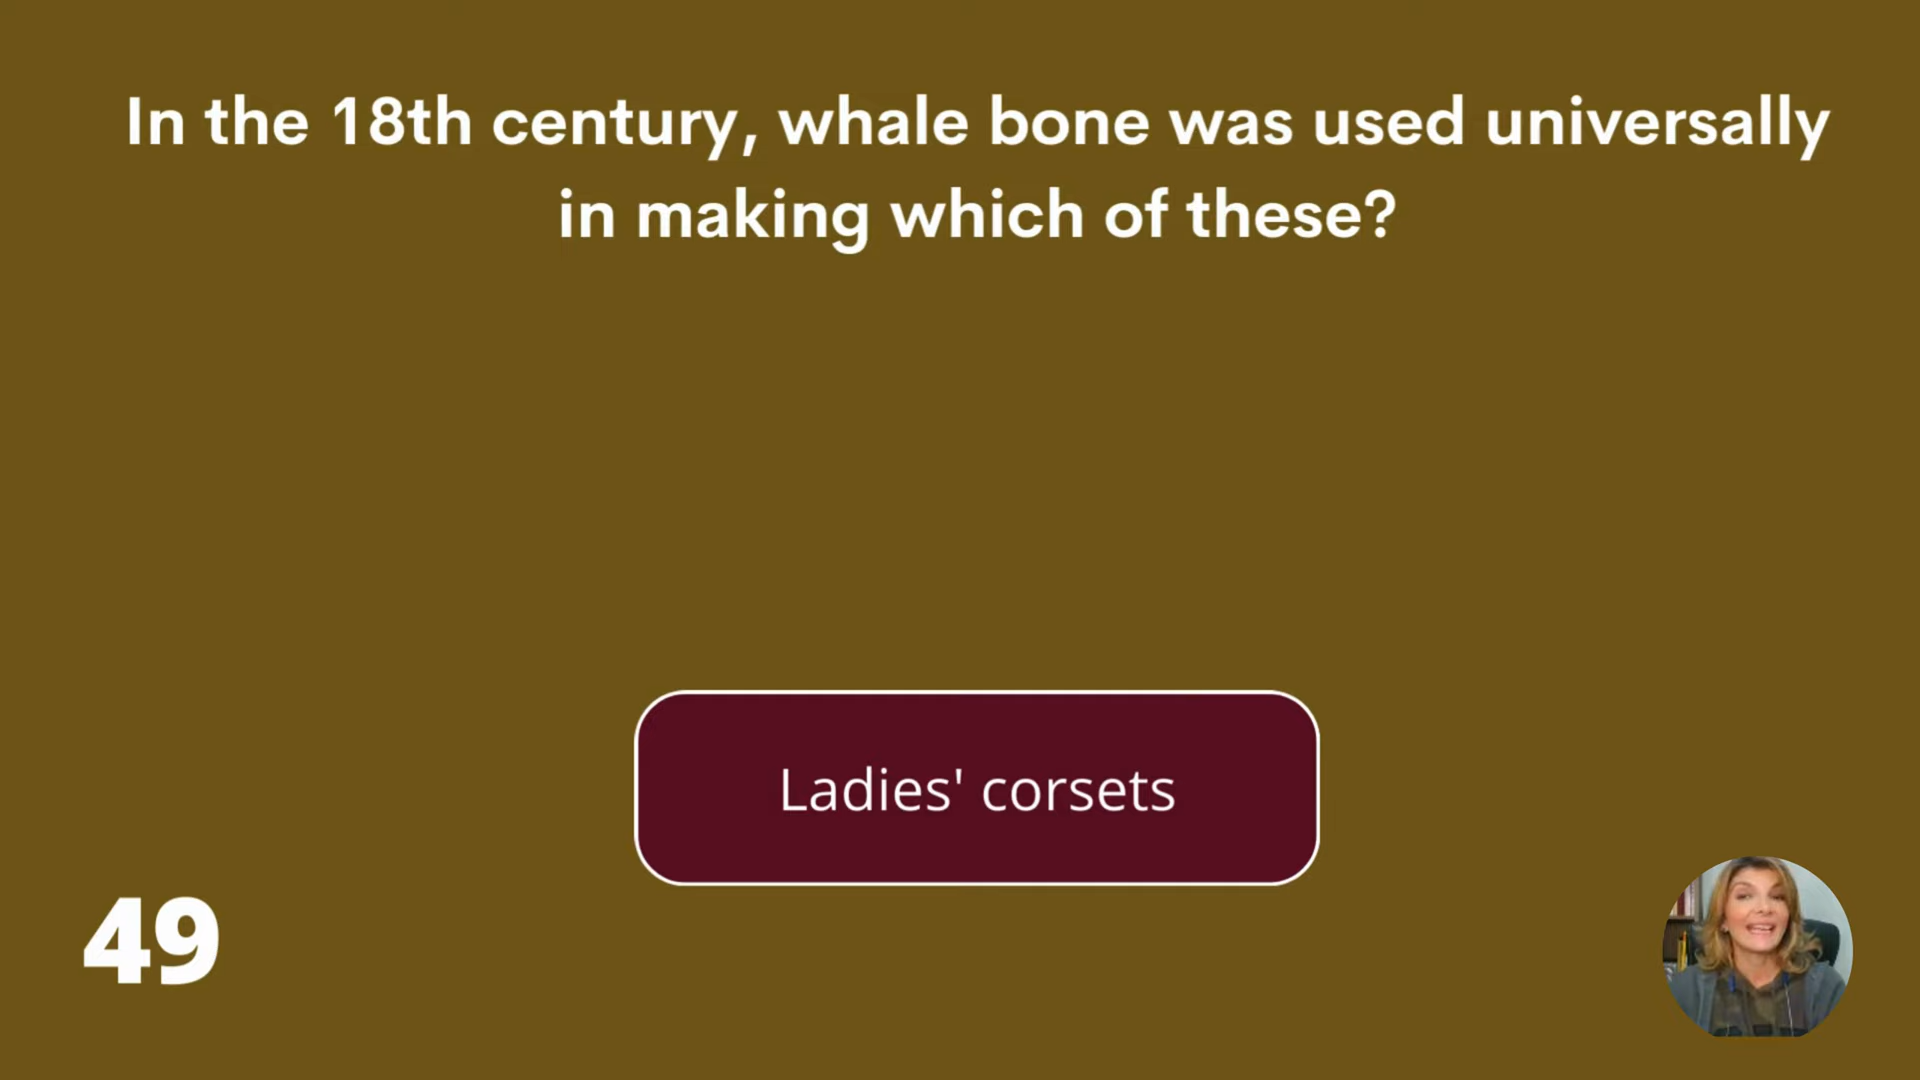 In the 18th century, whale bone was used universally
in making which of these?
Ladies' corsets
49